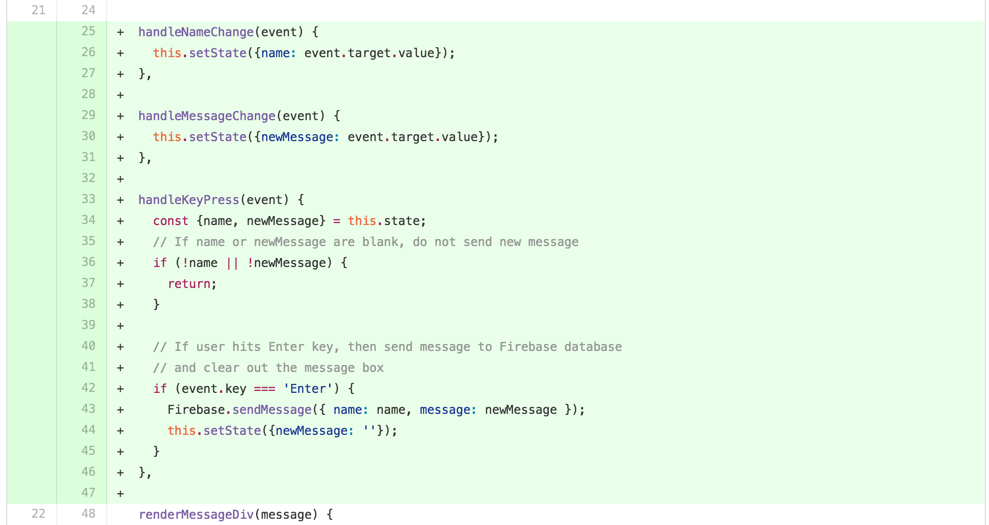 21 24
25 + handleNameChange(event) {
26 + this.setState({name: event.target.value});
27 + },
28 +
29 + handleMessageChange(event) {
30 + this.setState({newMessage: event.target.value});
31 + },
32 +
33 + handleKeyPress(event) {
34 + const {name, newMessage} = this.state;
35 + // If name or newMessage are blank, do not send new message
36 + if (!name || !newMessage) {
37 + return;
38 + }
39 +
40 + // If user hits Enter key, then send message to Firebase database
41 + // and clear out the message box
42 + if (event.key === 'Enter') {
43 + Firebase.sendMessage({ name: name, message: newMessage });
44 + this.setState({newMessage: ''});
45 + }
46 + },
47 +
22 48 renderMessageDiv(message) {